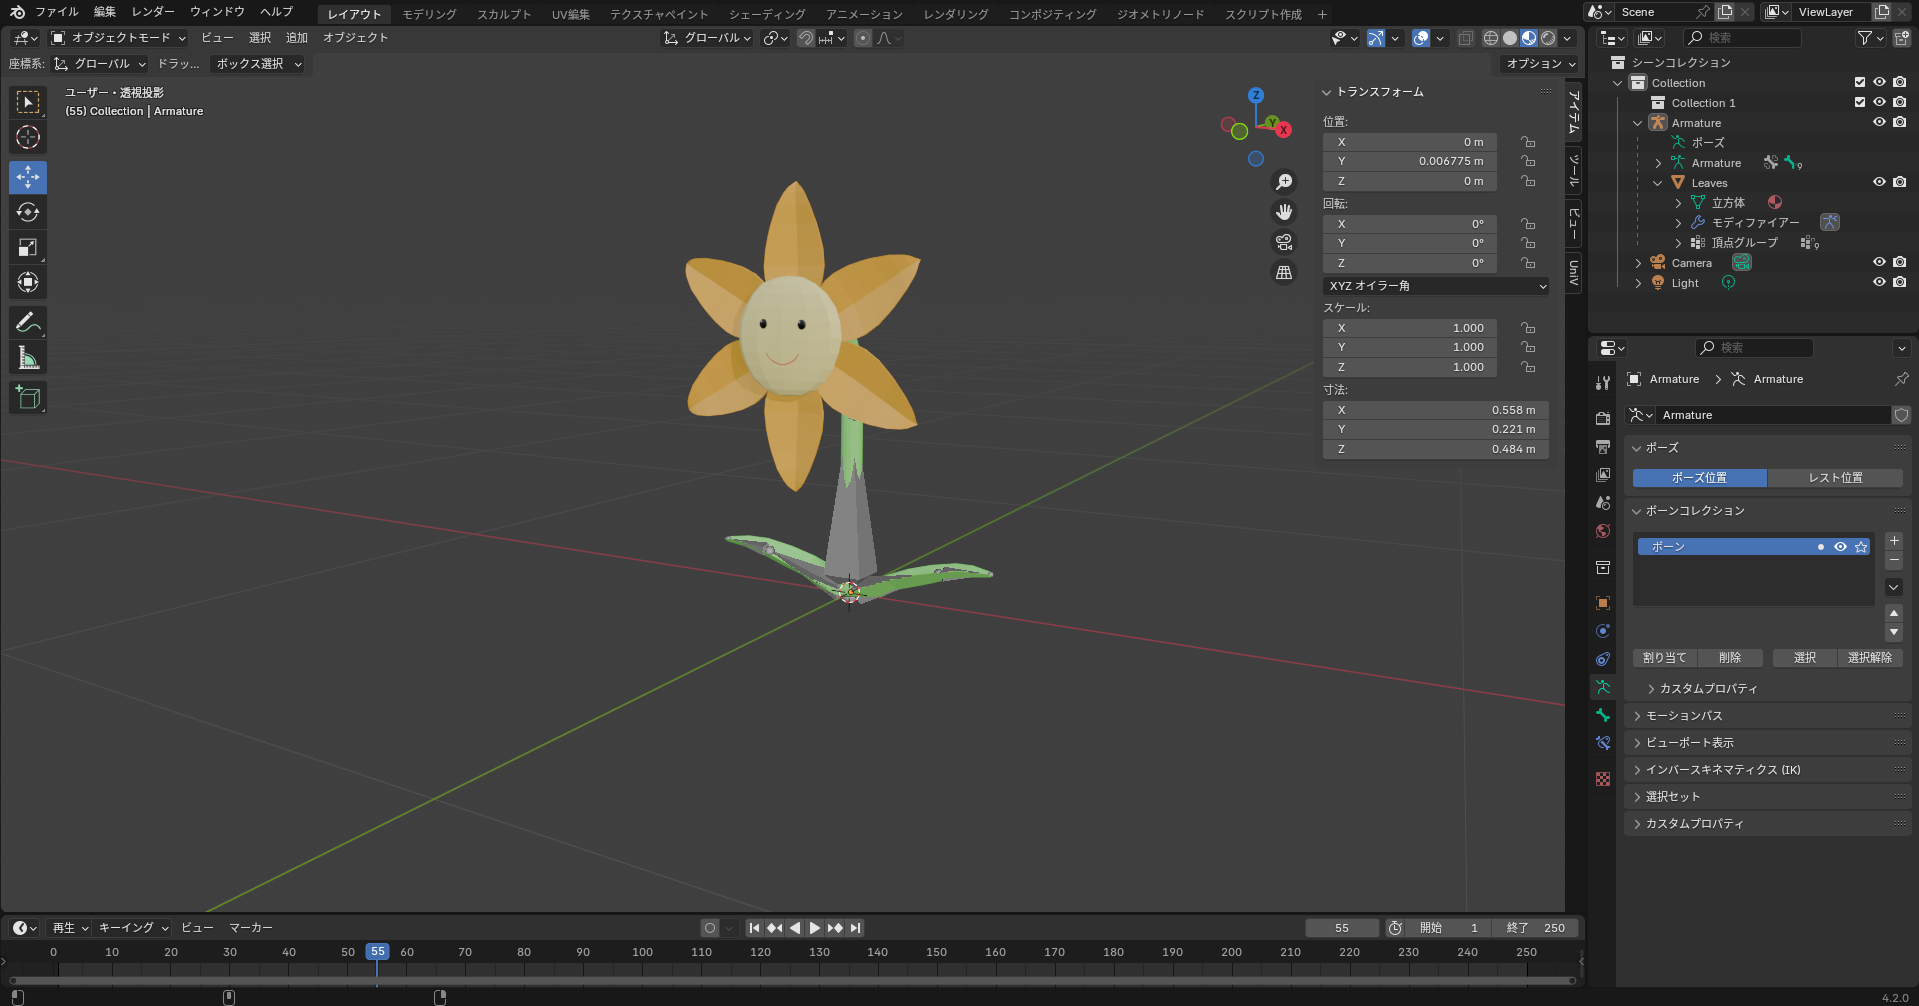 ファイル 編集 レンダー ウィンドウ ヘルプ レイアウト モデリング スカルプト UV編集 テクスチャペイント シェーディング アニメーション レンダリング コンポジティング ジオメトリノード スクリプト作成 + Scene ViewLayer
オブジェクトモード ビュー 選択 追加 オブジェクト グローバル 検索
座標系: グローバル ドラッ... ボックス選択 オプション
ユーザー・透視投影
(55) Collection | Armature
Z
Y
X
トランスフォーム
位置:
X 0 m
Y 0.006775 m
Z 0 m
回転:
X 0°
Y 0°
Z 0°
XYZ オイラー角
スケール:
X 1.000
Y 1.000
Z 1.000
寸法:
X 0.558 m
Y 0.221 m
Z 0.484 m
アイテム
ツール
ビュー
UniV
シーンコレクション
Collection
Collection 1
Armature
ポーズ
Armature 9
Leaves
立方体
モディファイアー
頂点グループ 9
Camera
Light
検索
Armature Armature
Armature
ポーズ
ポーズ位置 レスト位置
ボーンコレクション
ボーン
割り当て 削除 選択 選択解除
カスタムプロパティ
モーションパス
ビューポート表示
インバースキネマティクス (IK)
選択セット
カスタムプロパティ
再生 キーイング ビュー マーカー 55 開始 1 終了 250
0 10 20 30 40 50 55 60 70 80 90 100 110 120 130 140 150 160 170 180 190 200 210 220 230 240 250
4.2.0